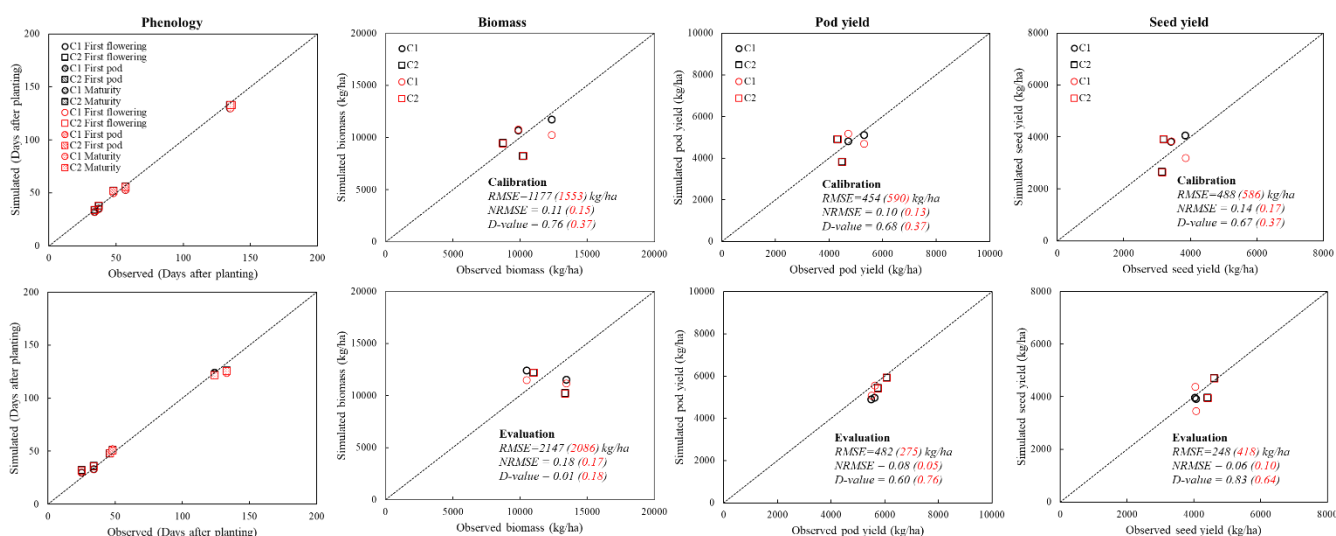 Phenology
Simulated (Days after planting)
200
150
100
50
0
C1 First flowering
C2 First flowering
C1 First pod
C2 First pod
C1 Maturity
C2 Maturity
C1 First flowering
C2 First flowering
C1 First pod
C2 First pod
C1 Maturity
C2 Maturity
0 50 100 150 200
Observed (Days after planting)
Biomass
Simulated biomass (kg/ha)
20000
15000
10000
5000
0
C1
C2
C1
C2
Calibration
RMSE=1177 (1553) kg/ha
NRMSE = 0.11 (0.15)
D-value = 0.76 (0.37)
0 5000 10000 15000 20000
Observed biomass (kg/ha)
Pod yield
Simulated pod yield (kg/ha)
10000
8000
6000
4000
2000
0
C1
C2
C1
C2
Calibration
RMSE=454 (590) kg/ha
NRMSE = 0.10 (0.13)
D-value = 0.68 (0.37)
0 2000 4000 6000 8000 10000
Observed pod yield (kg/ha)
Seed yield
Simulated seed yield (kg/ha)
8000
6000
4000
2000
0
C1
C2
C1
C2
Calibration
RMSE=488 (586) kg/ha
NRMSE = 0.14 (0.17)
D-value = 0.67 (0.37)
0 2000 4000 6000 8000
Observed seed yield (kg/ha)
Simulated (Days after planting)
200
150
100
50
0
0 50 100 150 200
Observed (Days after planting)
Simulated biomass (kg/ha)
20000
15000
10000
5000
0
Evaluation
RMSE=2147 (2086) kg/ha
NRMSE = 0.18 (0.17)
D-value = 0.01 (0.18)
0 5000 10000 15000 20000
Observed biomass (kg/ha)
Simulated pod yield (kg/ha)
10000
8000
6000
4000
2000
0
Evaluation
RMSE=482 (275) kg/ha
NRMSE = 0.08 (0.05)
D-value = 0.60 (0.76)
0 2000 4000 6000 8000 10000
Observed pod yield (kg/ha)
Simulated seed yield (kg/ha)
8000
6000
4000
2000
0
Evaluation
RMSE=248 (418) kg/ha
NRMSE = 0.06 (0.10)
D-value = 0.83 (0.64)
0 2000 4000 6000 8000
Observed seed yield (kg/ha)